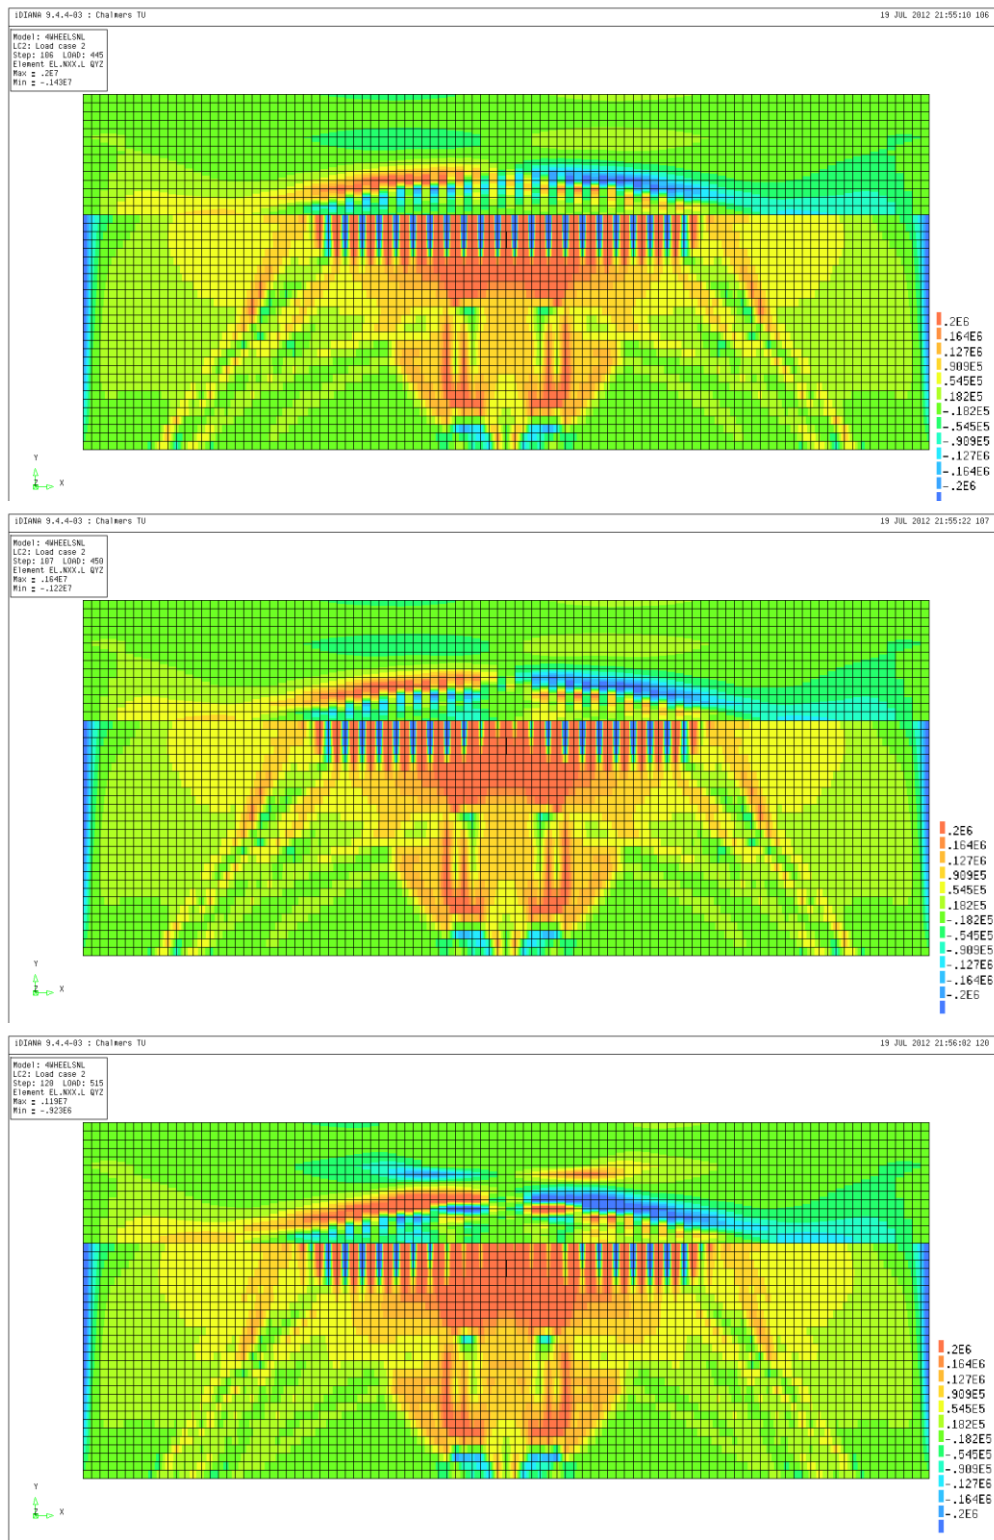 iDIANA 9.4.4-03 : Chalmers TU
19 JUL 2012 21:55:10 106
Model: 4WHEELSNL
LC2: Load case 2
Step: 106 LOAD: 445
Element EL.NXX.L QYZ
Max = .2E7
Min = -.143E7
.2E6
.164E6
.127E6
.909E5
.545E5
.182E5
-.182E5
-.545E5
-.909E5
-.127E6
-.164E6
-.2E6
Y
Z X
iDIANA 9.4.4-03 : Chalmers TU
19 JUL 2012 21:55:22 107
Model: 4WHEELSNL
LC2: Load case 2
Step: 107 LOAD: 450
Element EL.NXX.L QYZ
Max = .164E7
Min = -.122E7
.2E6
.164E6
.127E6
.909E5
.545E5
.182E5
-.182E5
-.545E5
-.909E5
-.127E6
-.164E6
-.2E6
Y
Z X
iDIANA 9.4.4-03 : Chalmers TU
19 JUL 2012 21:56:02 120
Model: 4WHEELSNL
LC2: Load case 2
Step: 120 LOAD: 515
Element EL.NXX.L QYZ
Max = .119E7
Min = -.923E6
.2E6
.164E6
.127E6
.909E5
.545E5
.182E5
-.182E5
-.545E5
-.909E5
-.127E6
-.164E6
-.2E6
Y
Z X